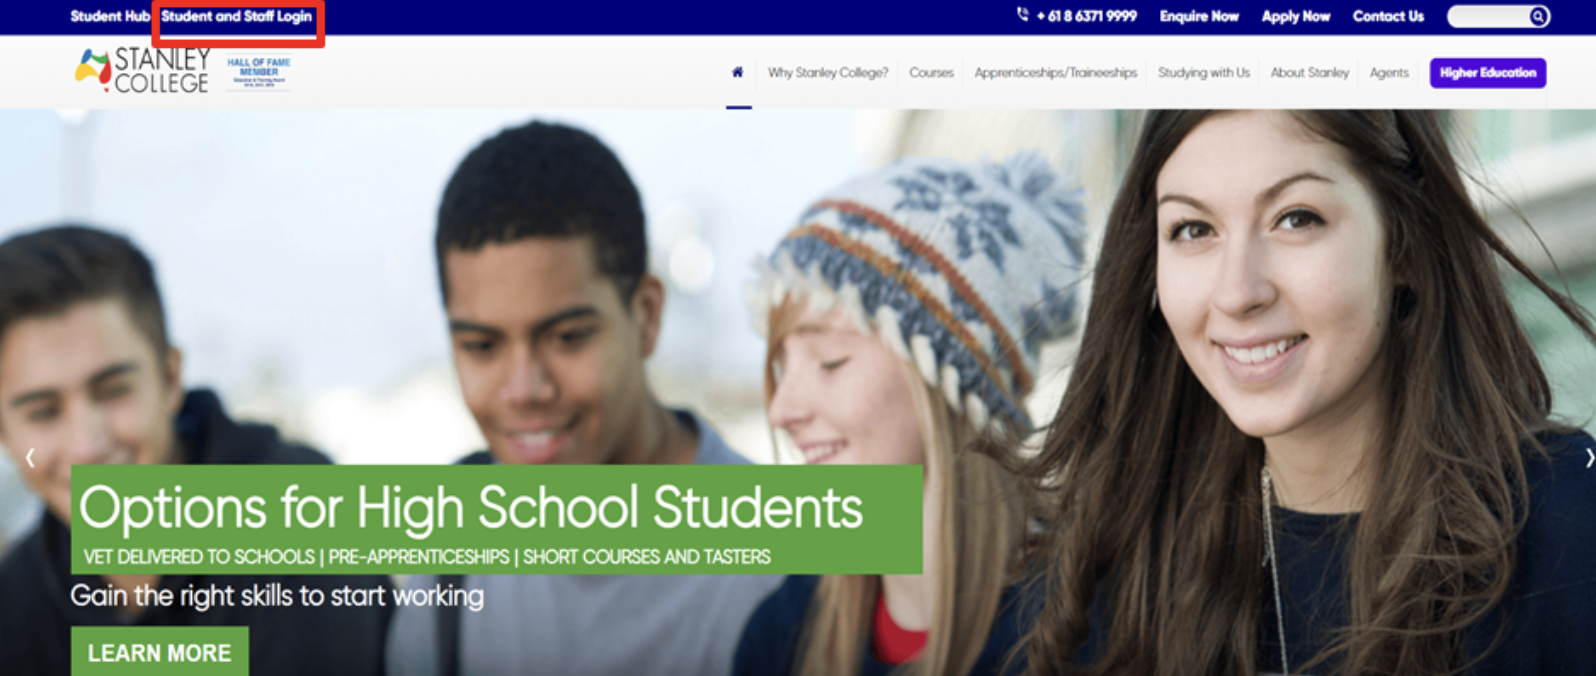 Student Hub Student and Staff Login + 61 8 6371 9999 Enquire Now Apply Now Contact Us
STANLEY
COLLEGE
HALL OF FAME
MEMBER
Why Stanley College? Courses Apprenticeships/Traineeships Studying with Us About Stanley Agents Higher Education
Options for High School Students
VET DELIVERED TO SCHOOLS | PRE-APPRENTICESHIPS | SHORT COURSES AND TASTERS
Gain the right skills to start working
LEARN MORE